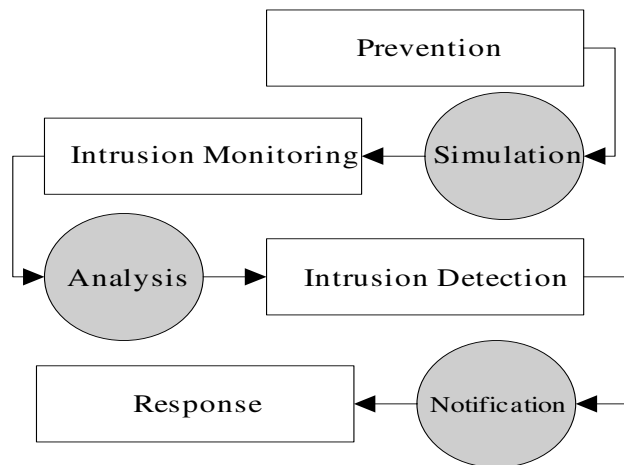 Prevention
Intrusion Monitoring
Simulation
Analysis
Intrusion Detection
Response
Notification